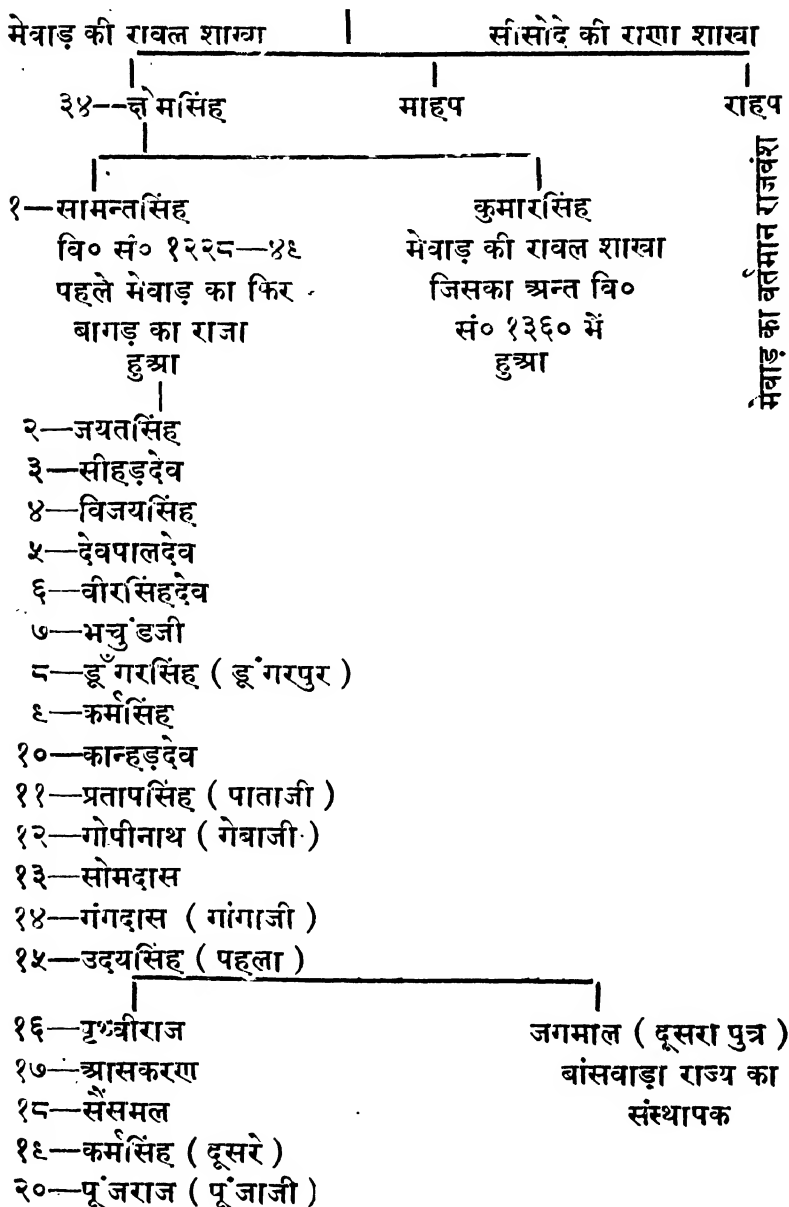 मेवाड़ की रावल शाखा सीसोदे की राणा शाखा
३४--क्षेमसिंह माहप राहप
मेवाड़ का वर्तमान राजवंश
१—सामन्तसिंह कुमारसिंह
वि० सं० १२२८—४९ मेवाड़ की रावल शाखा
पहले मेवाड़ का फिर जिसका अन्त वि०
बागड़ का राजा सं० १३६० में
हुआ हुआ
२—जयतसिंह
३—सीहड़देव
४—विजयसिंह
५—देवपालदेव
६—वीरसिंहदेव
७—भचुंडजी
८—डूँगरसिंह ( डूंगरपुर )
९—कर्मसिंह
१०—कान्हड़देव
११—प्रतापसिंह ( पाताजी )
१२—गोपीनाथ ( गेबाजी )
१३—सोमदास
१४—गंगदास ( गांगाजी )
१५—उदयसिंह ( पहला )
१६—पृथ्वीराज जगमाल ( दूसरा पुत्र )
१७—आसकरण बांसवाड़ा राज्य का
१८—सैंसमल संस्थापक
१९—कर्मसिंह ( दूसरे )
२०—पूंजराज ( पूंजाजी )